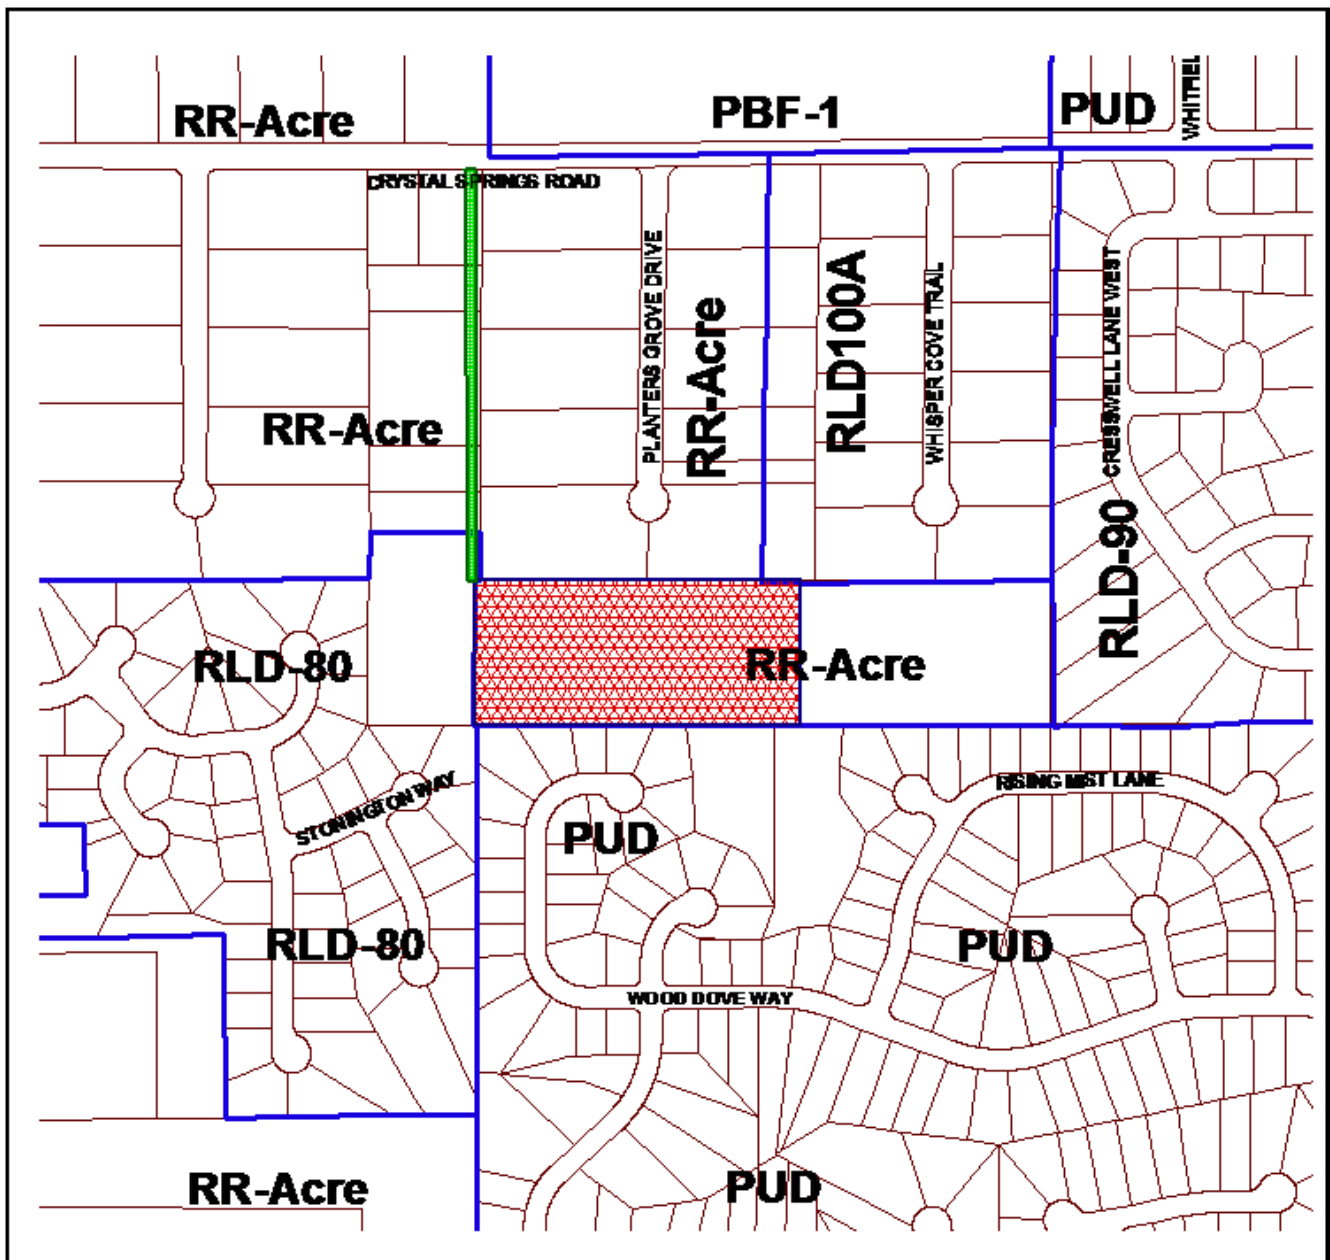 RR-Acre
PBF-1
PUD
WHITFIEL
CRYSTAL SPRINGS ROAD
PLANTERS GROVE DRIVE
RR-Acre
RLD100A
WHISPER COVE TRAIL
CRESSWELL LANE WEST
RR-Acre
RLD-90
RLD-80
RR-Acre
STONINGTON WAY
RISING MIST LANE
PUD
RLD-80
PUD
WOOD DOVE WAY
RR-Acre
PUD